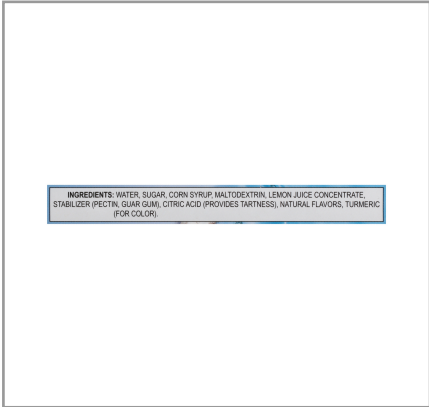 INGREDIENTS: WATER, SUGAR, CORN SYRUP, MALTODEXTRIN, LEMON JUICE CONCENTRATE,
STABILIZER (PECTIN, GUAR GUM), CITRIC ACID (PROVIDES TARTNESS), NATURAL FLAVORS, TURMERIC
(FOR COLOR).